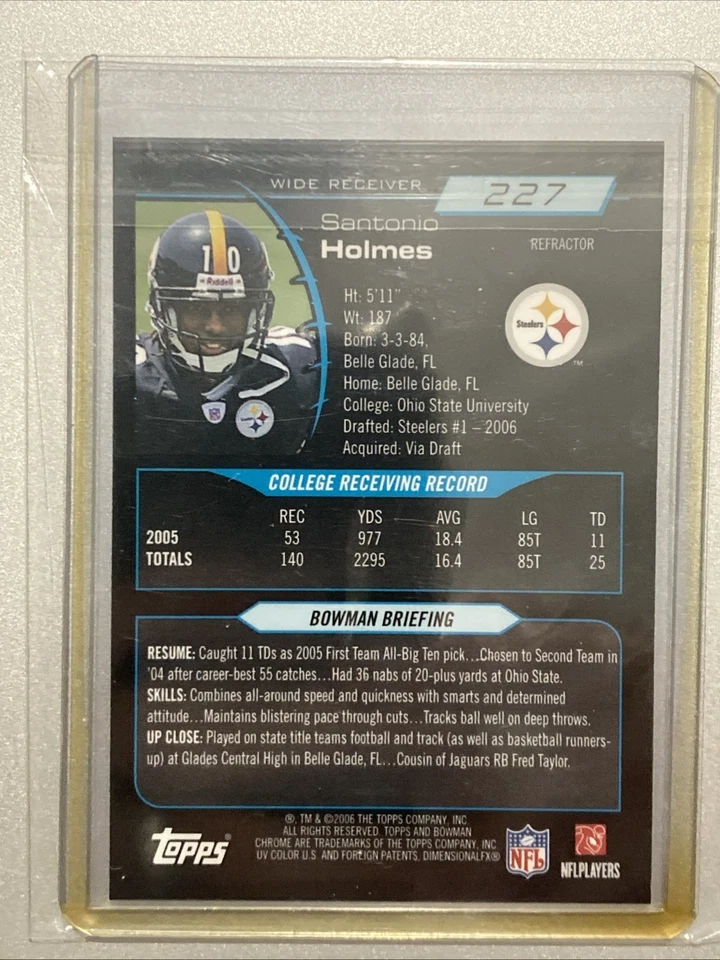 WIDE RECEIVER
227
Santonio
Holmes
REFRACTOR
10
Riddell
Ht: 5'11"
Wt: 187
Born: 3-3-84,
Belle Glade, FL
Home: Belle Glade, FL
College: Ohio State University
Drafted: Steelers #1 – 2006
Acquired: Via Draft
Steelers
TM
COLLEGE RECEIVING RECORD
REC YDS AVG LG TD
2005 53 977 18.4 85T 11
TOTALS 140 2295 16.4 85T 25
BOWMAN BRIEFING
RESUME: Caught 11 TDs as 2005 First Team All-Big Ten pick...Chosen to Second Team in
'04 after career-best 55 catches...Had 36 nabs of 20-plus yards at Ohio State.
SKILLS: Combines all-around speed and quickness with smarts and determined
attitude...Maintains blistering pace through cuts...Tracks ball well on deep throws.
UP CLOSE: Played on state title teams football and track (as well as basketball runners-
up) at Glades Central High in Belle Glade, FL...Cousin of Jaguars RB Fred Taylor.
®, TM & ©2006 THE TOPPS COMPANY, INC.
ALL RIGHTS RESERVED. TOPPS AND BOWMAN
CHROME ARE TRADEMARKS OF THE TOPPS COMPANY, INC.
UV COLOR U.S. AND FOREIGN PATENTS, DIMENSIONALFX®
TOPPS®
NFL
NFLPLAYERS